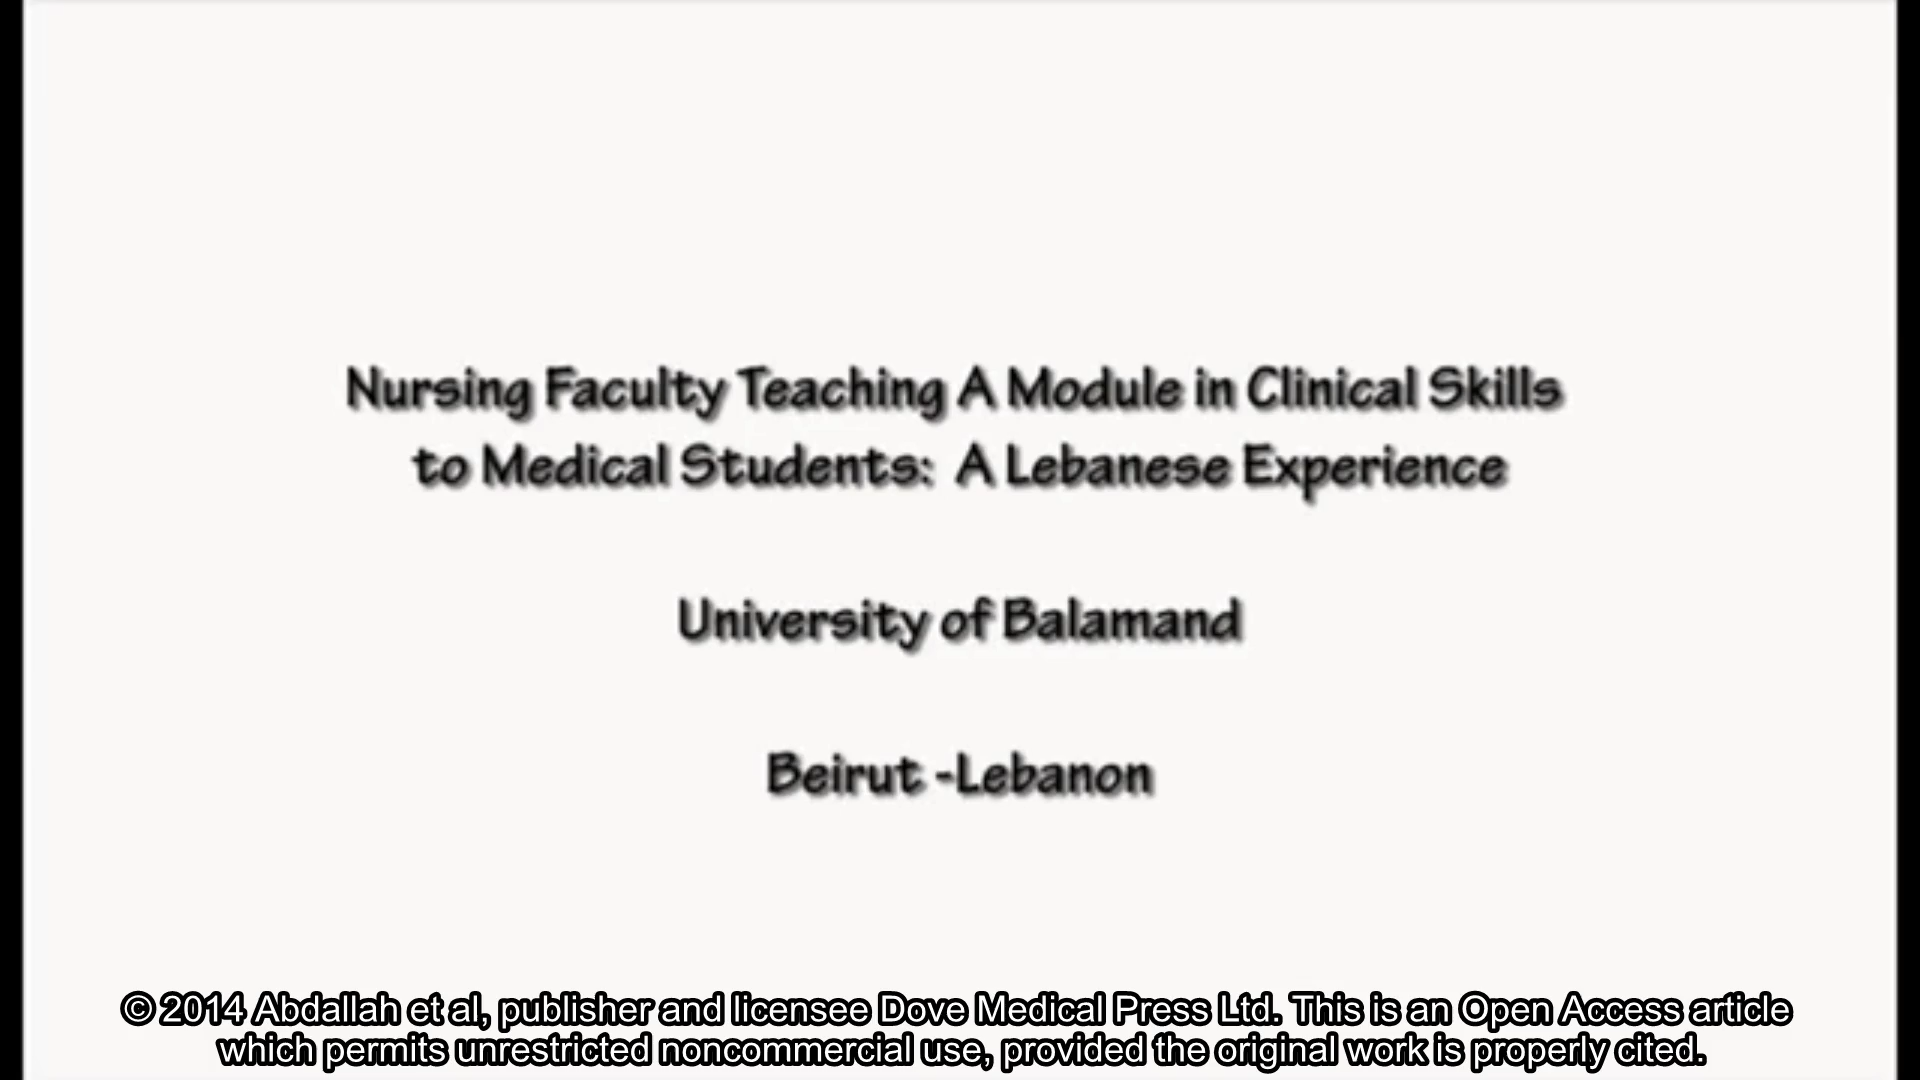 Nursing Faculty Teaching A Module in Clinical Skills
to Medical Students:  A Lebanese Experience
University of Balamand
Beirut -Lebanon
© 2014 Abdallah et al, publisher and licensee Dove Medical Press Ltd. This is an Open Access article
which permits unrestricted noncommercial use, provided the original work is properly cited.